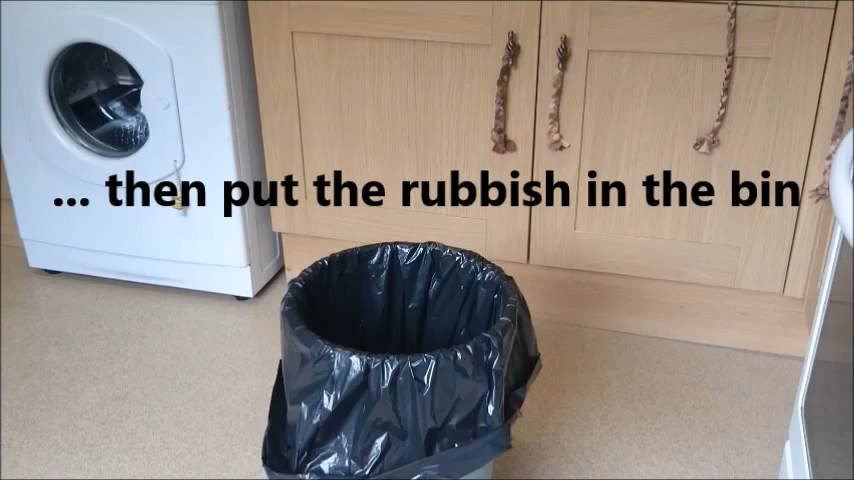 ... then put the rubbish in the bin